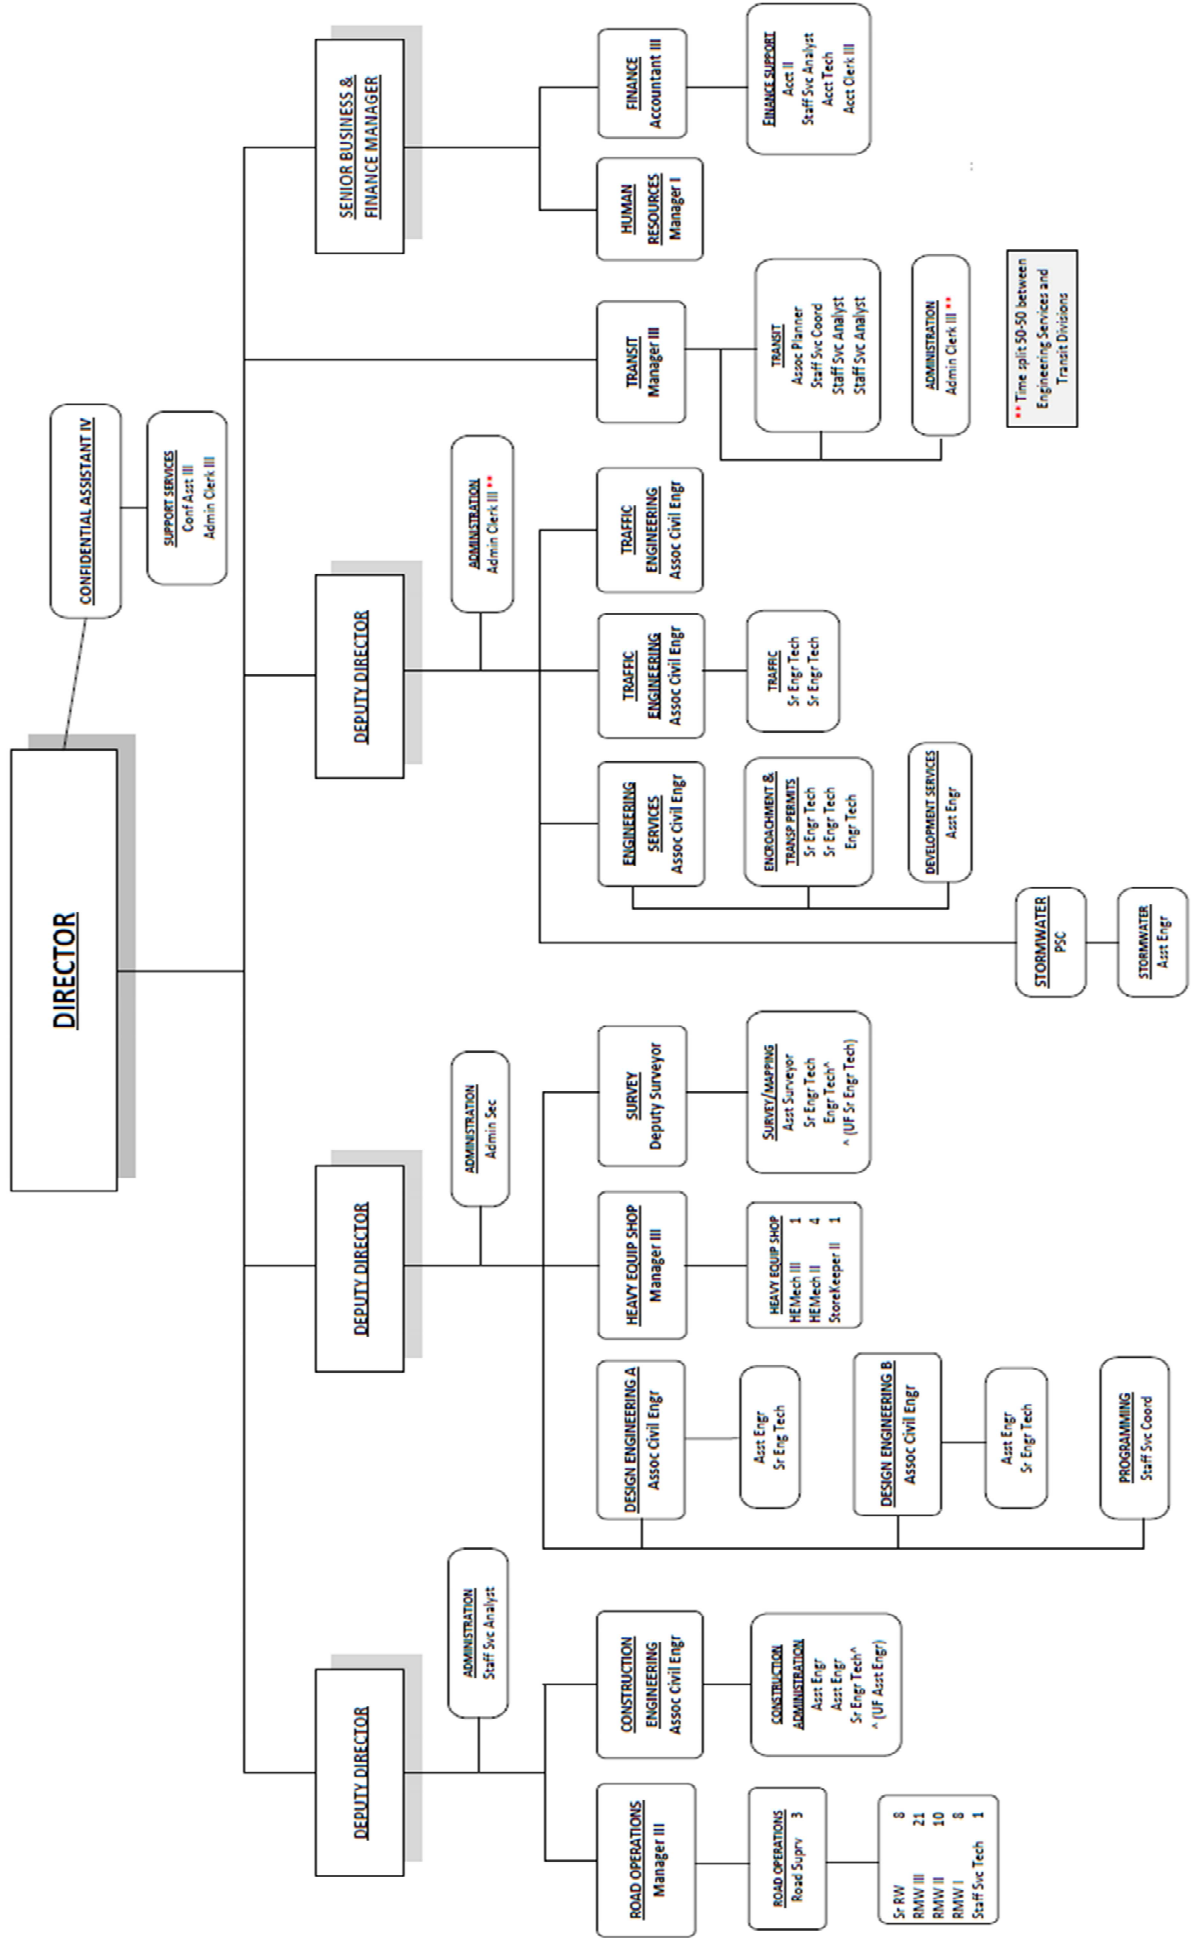 DIRECTOR
CONFIDENTIAL ASSISTANT IV
SUPPORT SERVICES
Conf Asst III
Admin Clerk III
DEPUTY DIRECTOR
ADMINISTRATION
Staff Svc Analyst
ROAD OPERATIONS
Manager III
ROAD OPERATIONS
Road Suprv 3
Sr RW 8
RMW III 21
RMW II 10
RMW I 8
Staff Svc Tech 1
CONSTRUCTION
ENGINEERING
Assoc Civil Engr
CONSTRUCTION
ADMINISTRATION
Asst Engr
Asst Engr
Sr Engr Tech^
^ (UF Asst Engr)
DEPUTY DIRECTOR
ADMINISTRATION
Admin Sec
DESIGN ENGINEERING A
Assoc Civil Engr
Asst Engr
Sr Eng Tech
DESIGN ENGINEERING B
Assoc Civil Engr
Asst Engr
Sr Engr Tech
PROGRAMMING
Staff Svc Coord
HEAVY EQUIP SHOP
Manager III
HEAVY EQUIP SHOP
HEMech III 1
HEMech II 4
StoreKeeper II 1
SURVEY
Deputy Surveyor
SURVEY/MAPPING
Asst Surveyor
Sr Engr Tech
Engr Tech^
^ (UF Sr Engr Tech)
DEPUTY DIRECTOR
ADMINISTRATION
Admin Clerk III **
ENGINEERING
SERVICES
Assoc Civil Engr
ENCROACHMENT &
TRANSP PERMITS
Sr Engr Tech
Sr Engr Tech
Engr Tech
DEVELOPMENT SERVICES
Asst Engr
STORMWATER
PSC
STORMWATER
Asst Engr
TRAFFIC
ENGINEERING
Assoc Civil Engr
TRAFFIC
Sr Engr Tech
Sr Engr Tech
TRAFFIC
ENGINEERING
Assoc Civil Engr
TRANSIT
Manager III
TRANSIT
Assoc Planner
Staff Svc Coord
Staff Svc Analyst
Staff Svc Analyst
ADMINISTRATION
Admin Clerk III **
** Time split 50-50 between
Engineering Services and
Transit Divisions
SENIOR BUSINESS &
FINANCE MANAGER
HUMAN
RESOURCES
Manager I
FINANCE
Accountant III
FINANCE SUPPORT
Acct II
Staff Svc Analyst
Acct Tech
Acct Clerk III